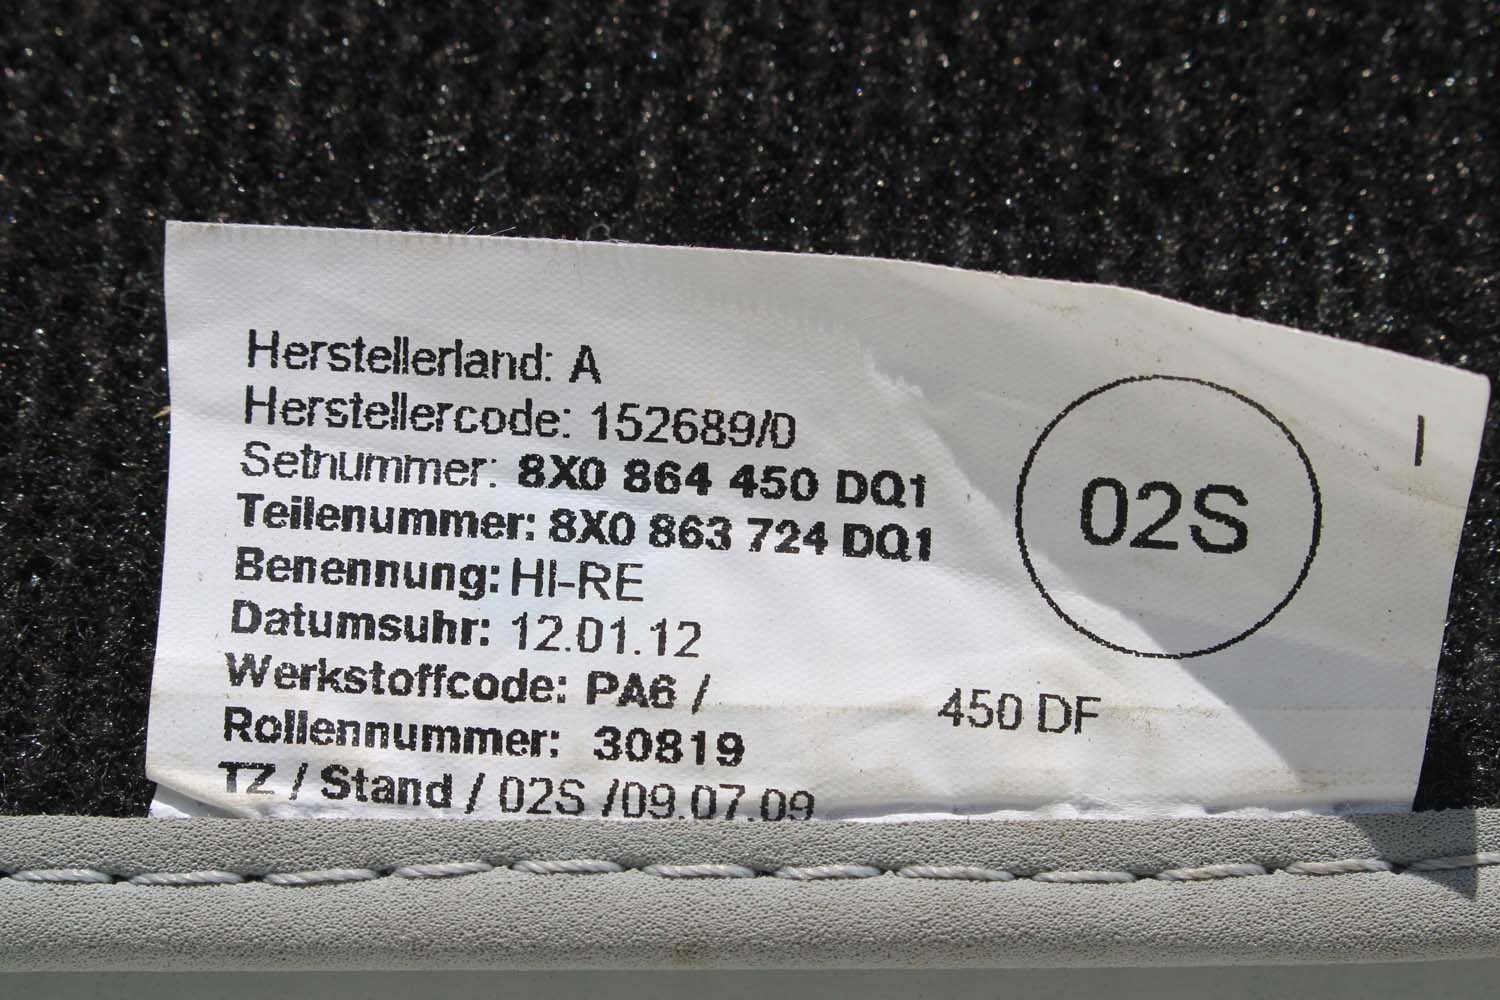 Herstellerland: A
Herstellercode: 152689/D
Setnummer: 8X0 864 450 DQ1
Teilenummer: 8X0 863 724 DQ1
Benennung: HI-RE
Datumsuhr: 12.01.12
Werkstoffcode: PA6 /
450 DF
Rollennummer: 30819
TZ / Stand / 02S /09.07.09
02S
I